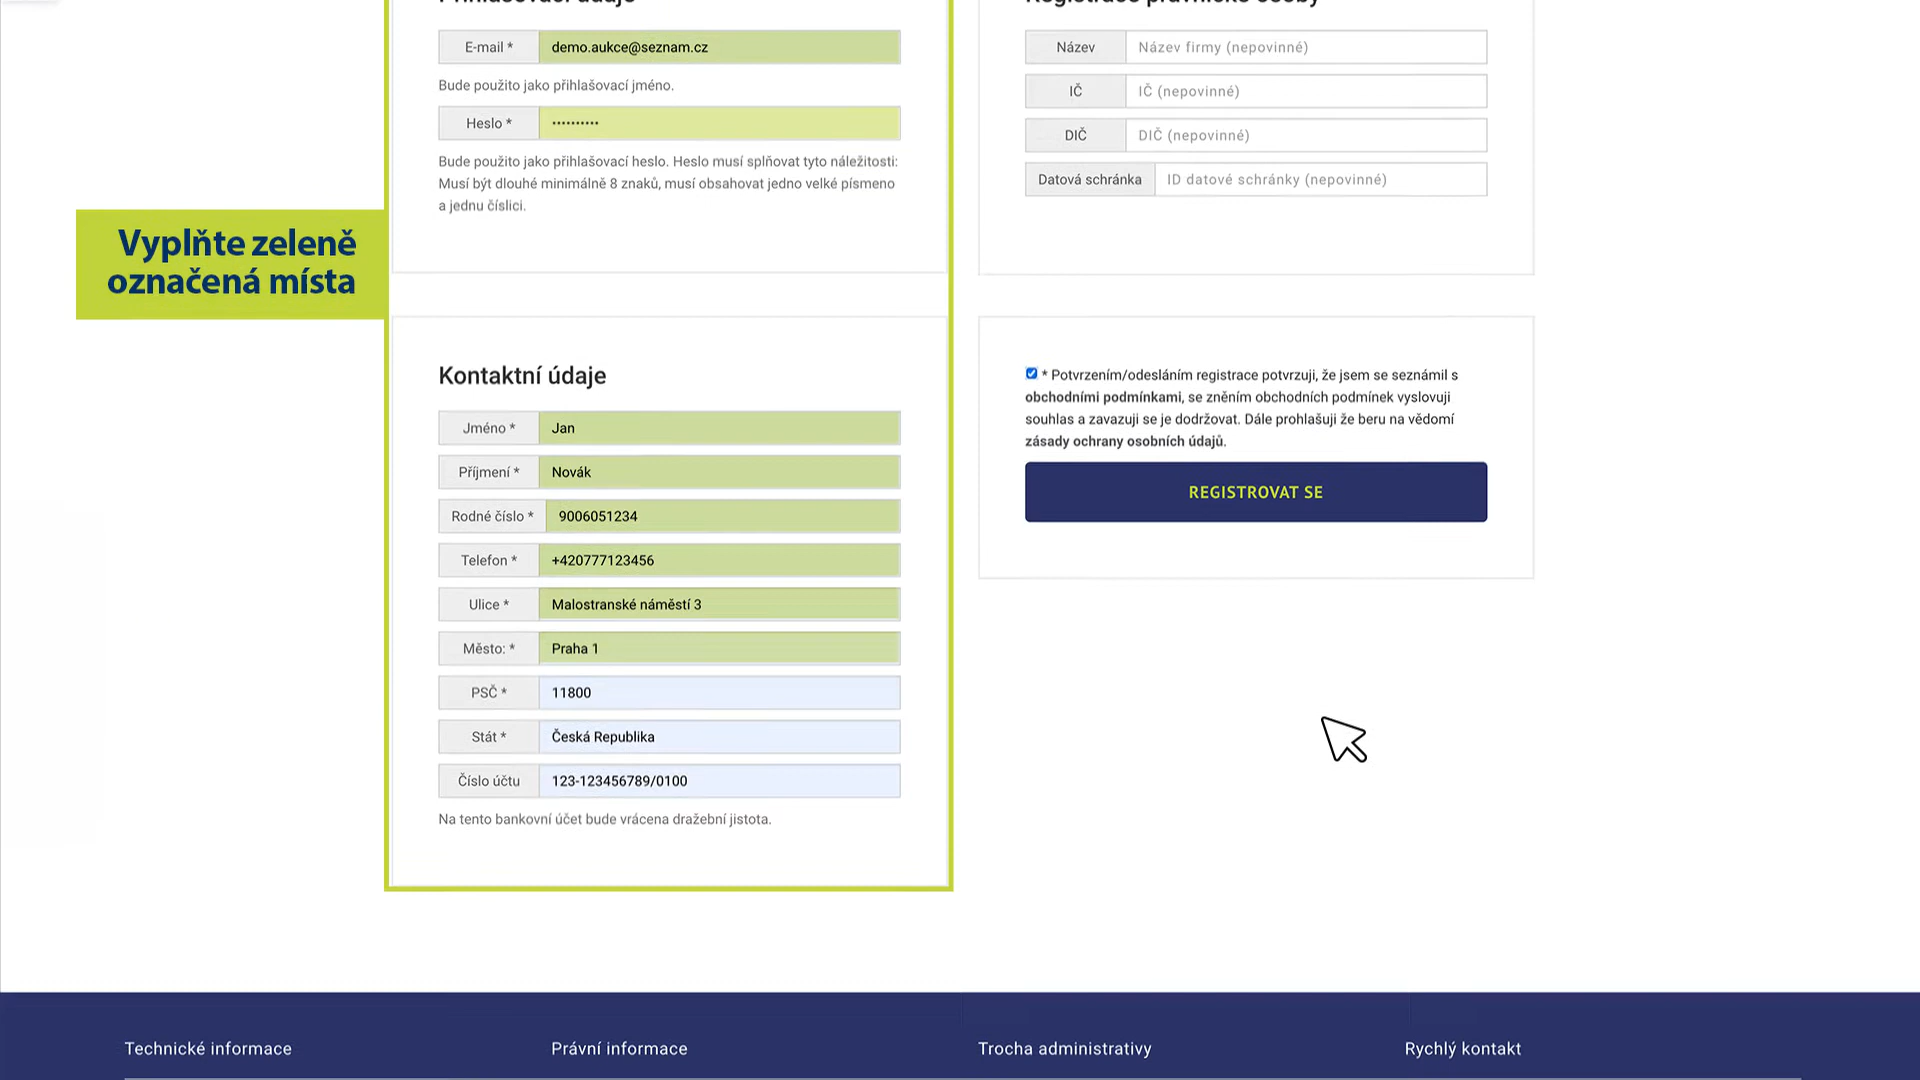 Přihlašovací údaje
E-mail *
demo.aukce@seznam.cz
Bude použito jako přihlašovací jméno.
Heslo *
••••••••••
Bude použito jako přihlašovací heslo. Heslo musí splňovat tyto náležitosti:
Musí být dlouhé minimálně 8 znaků, musí obsahovat jedno velké písmeno
a jednu číslici.
Vyplňte zeleně
označená místa
Kontaktní údaje
Jméno *
Jan
Příjmení *
Novák
Rodné číslo *
9006051234
Telefon *
+420777123456
Ulice *
Malostranské náměstí 3
Město: *
Praha 1
PSČ *
11800
Stát *
Česká Republika
Číslo účtu
123-123456789/0100
Na tento bankovní účet bude vrácena dražební jistota.
Registrace právnické osoby
Název
Název firmy (nepovinné)
IČ
IČ (nepovinné)
DIČ
DIČ (nepovinné)
Datová schránka
ID datové schránky (nepovinné)
* Potvrzením/odesláním registrace potvrzuji, že jsem se seznámil s
obchodními podmínkami, se zněním obchodních podmínek vyslovuji
souhlas a zavazuji se je dodržovat. Dále prohlašuji že beru na vědomí
zásady ochrany osobních údajů.
REGISTROVAT SE
Technické informace
Právní informace
Trocha administrativy
Rychlý kontakt